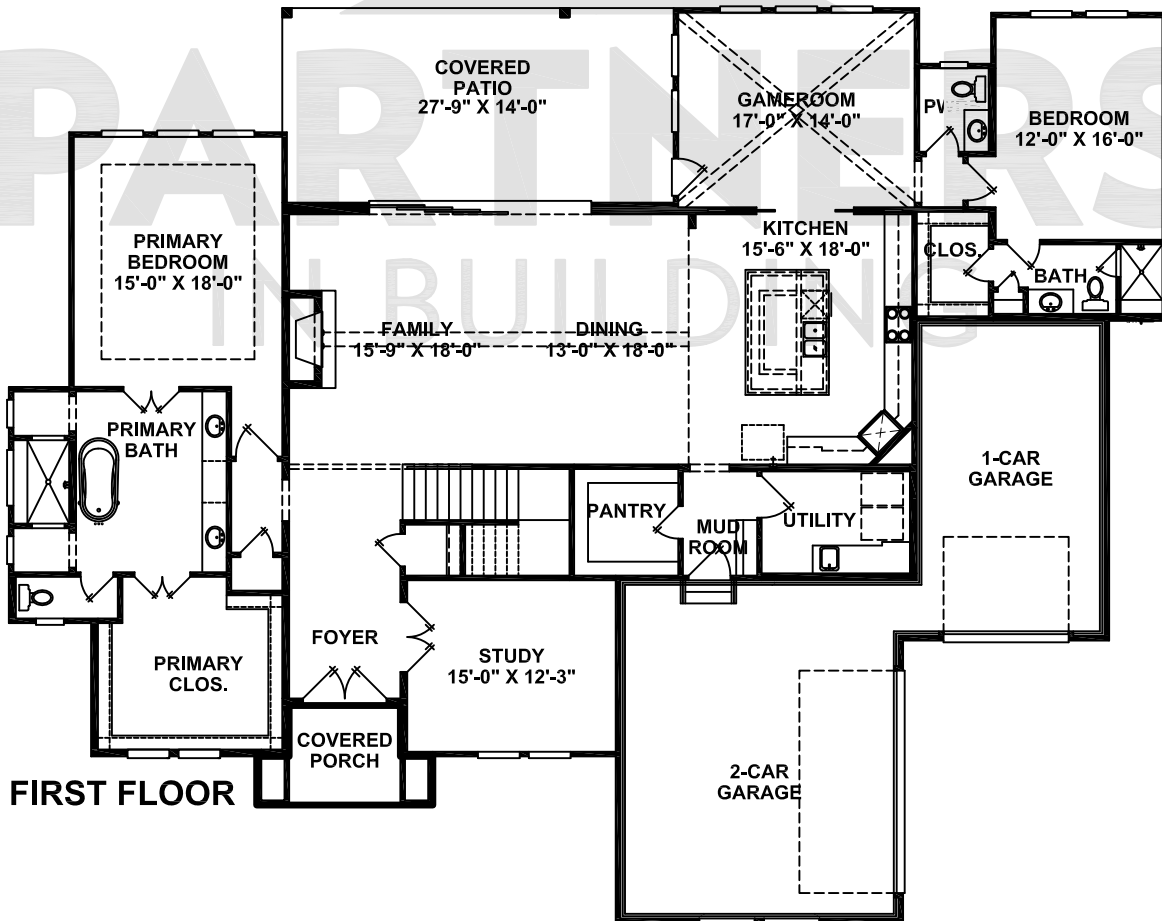 PARTNERS
IN BUILDING
COVERED
PATIO
27'-9" X 14'-0"
GAMEROOM
17'-0" X 14'-0"
BEDROOM
12'-0" X 16'-0"
PRIMARY
BEDROOM
15'-0" X 18'-0"
KITCHEN
15'-6" X 18'-0"
CLOS.
BATH
FAMILY
15'-9" X 18'-0"
DINING
13'-0" X 18'-0"
PRIMARY
BATH
1-CAR
GARAGE
PANTRY
MUD
ROOM
UTILITY
FOYER
STUDY
15'-0" X 12'-3"
PRIMARY
CLOS.
COVERED
PORCH
2-CAR
GARAGE
FIRST FLOOR